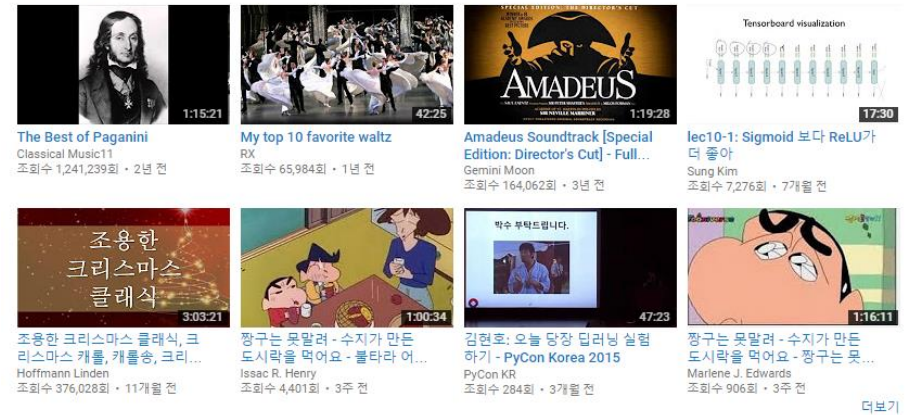 1:15:21
The Best of Paganini
Classical Music11
조회수 1,241,239회 • 2년 전
42:25
My top 10 favorite waltz
RX
조회수 65,984회 • 1년 전
SPECIAL EDITION: THE DIRECTOR'S CUT
AMADEUS
SIR NEVILLE MARRINER
1:19:28
Amadeus Soundtrack [Special
Edition: Director's Cut] - Full...
Gemini Moon
조회수 164,062회 • 3년 전
Tensorboard visualization
17:30
lec10-1: Sigmoid 보다 ReLU가
더 좋아
Sung Kim
조회수 7,276회 • 7개월 전
조용한
크리스마스
클래식
3:03:21
조용한 크리스마스 클래식, 크
리스마스 캐롤, 캐롤송, 크리...
Hoffmann Linden
조회수 376,028회 • 11개월 전
1:00:34
짱구는 못말려 - 수지가 만든
도시락을 먹어요 - 불타라 어...
Issac R. Henry
조회수 4,401회 • 3주 전
박수 부탁드립니다.
47:23
김현호: 오늘 당장 딥러닝 실험
하기 - PyCon Korea 2015
PyCon KR
조회수 284회 • 3개월 전
1:16:11
짱구는 못말려 - 수지가 만든
도시락을 먹어요 - 짱구는 못...
Marlene J. Edwards
조회수 906회 • 3주 전
더보기